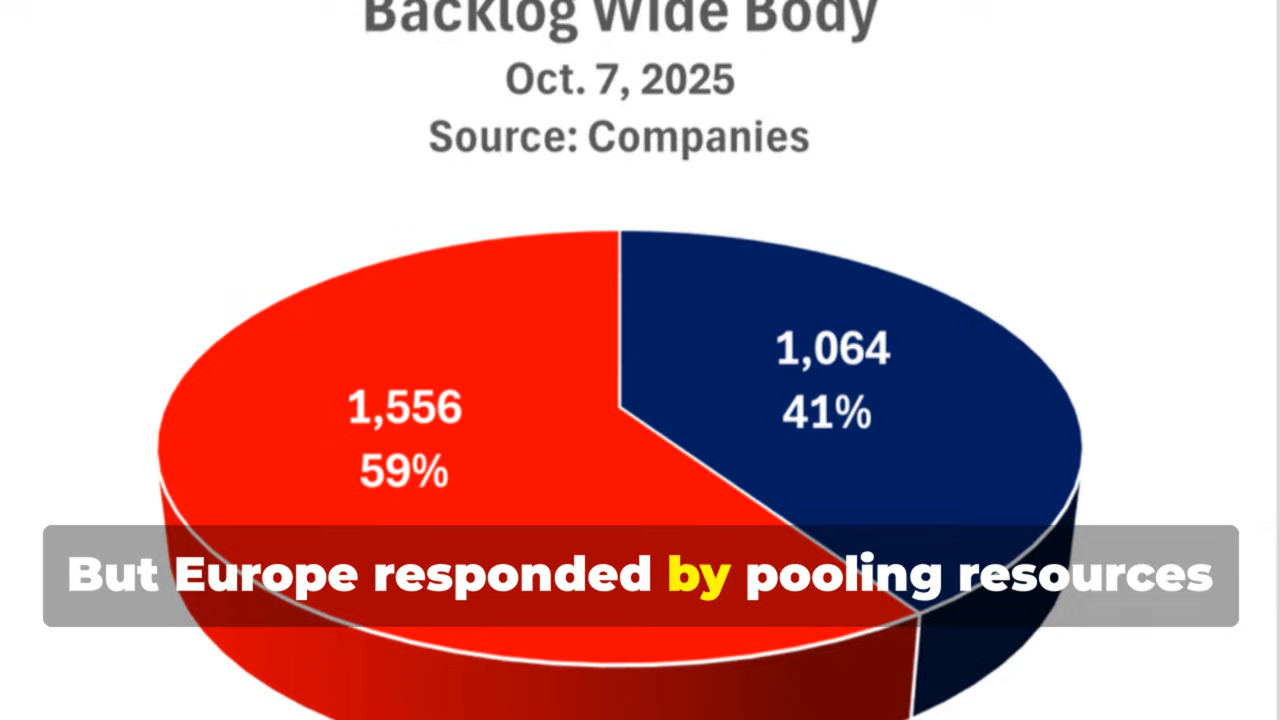 Backlog Wide Body
Oct. 7, 2025
Source: Companies
1,064
41%
1,556
59%
But Europe responded by pooling resources